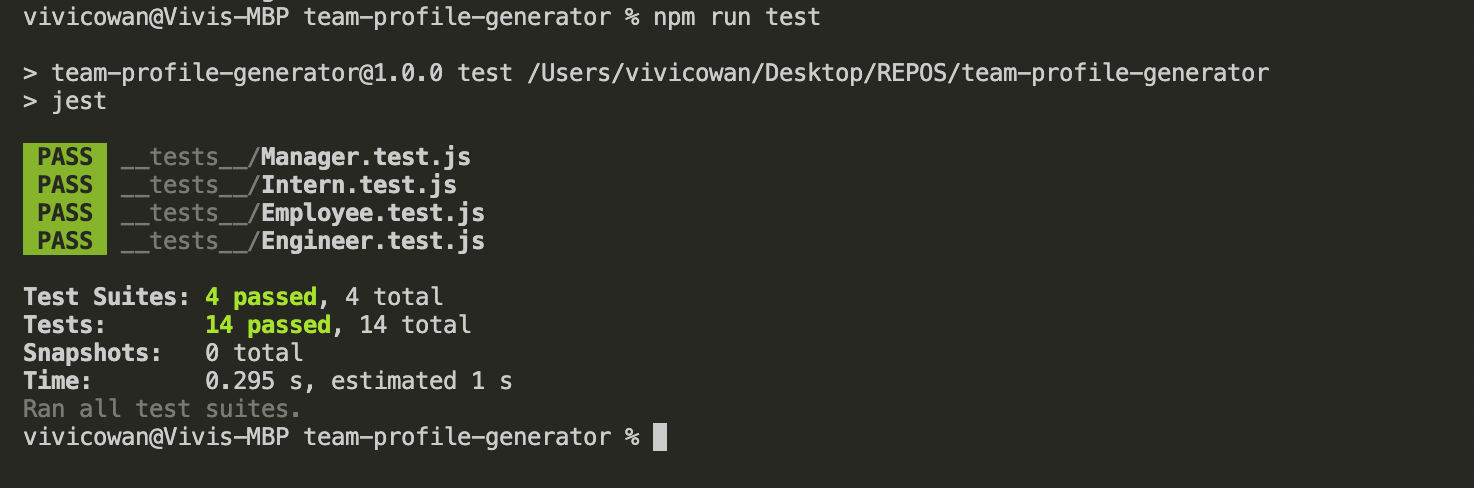 vivicowan@Vivis-MBP team-profile-generator % npm run test
> team-profile-generator@1.0.0 test /Users/vivicowan/Desktop/REPOS/team-profile-generator
> jest
PASS __tests__/Manager.test.js
PASS __tests__/Intern.test.js
PASS __tests__/Employee.test.js
PASS __tests__/Engineer.test.js
Test Suites: 4 passed, 4 total
Tests: 14 passed, 14 total
Snapshots: 0 total
Time: 0.295 s, estimated 1 s
Ran all test suites.
vivicowan@Vivis-MBP team-profile-generator %